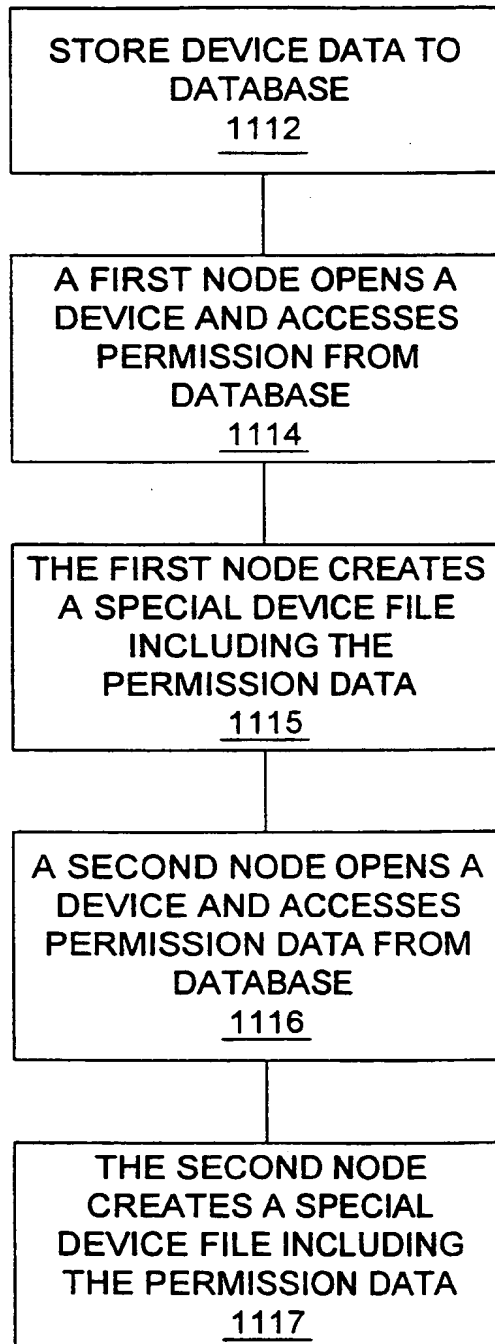 STORE DEVICE DATA TO
DATABASE
1112
A FIRST NODE OPENS A
DEVICE AND ACCESSES
PERMISSION FROM
DATABASE
1114
THE FIRST NODE CREATES
A SPECIAL DEVICE FILE
INCLUDING THE
PERMISSION DATA
1115
A SECOND NODE OPENS A
DEVICE AND ACCESSES
PERMISSION DATA FROM
DATABASE
1116
THE SECOND NODE
CREATES A SPECIAL
DEVICE FILE INCLUDING
THE PERMISSION DATA
1117